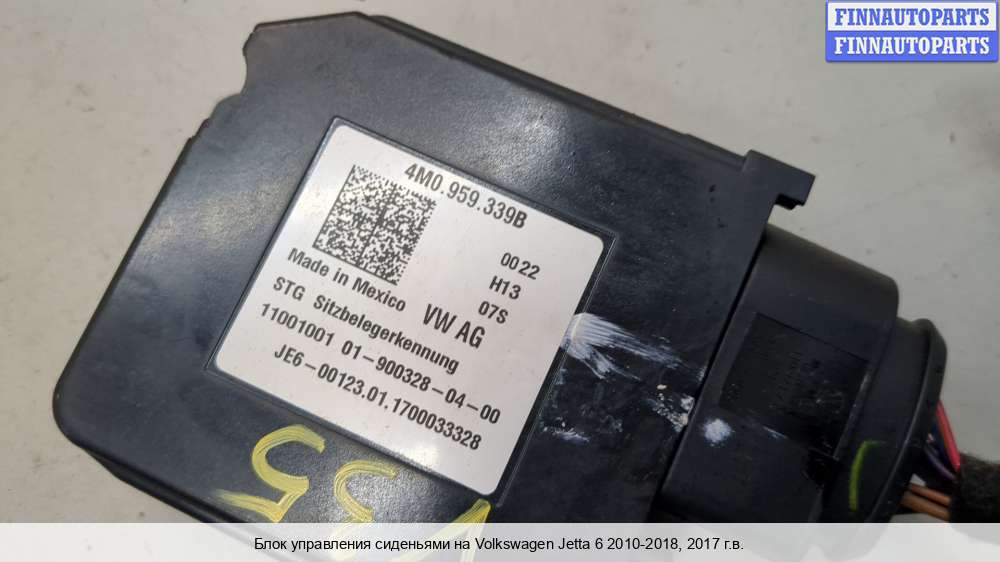 FINNAUTOPARTS
FINNAUTOPARTS
4M0.959.339B
0022
H13
07S
Made in Mexico VW AG
STG Sitzbelegerkennung
11001001 01-900328-04-00
JE6-00123.01.1700033328
35
Блок управления сиденьями на Volkswagen Jetta 6 2010-2018, 2017 г.в.